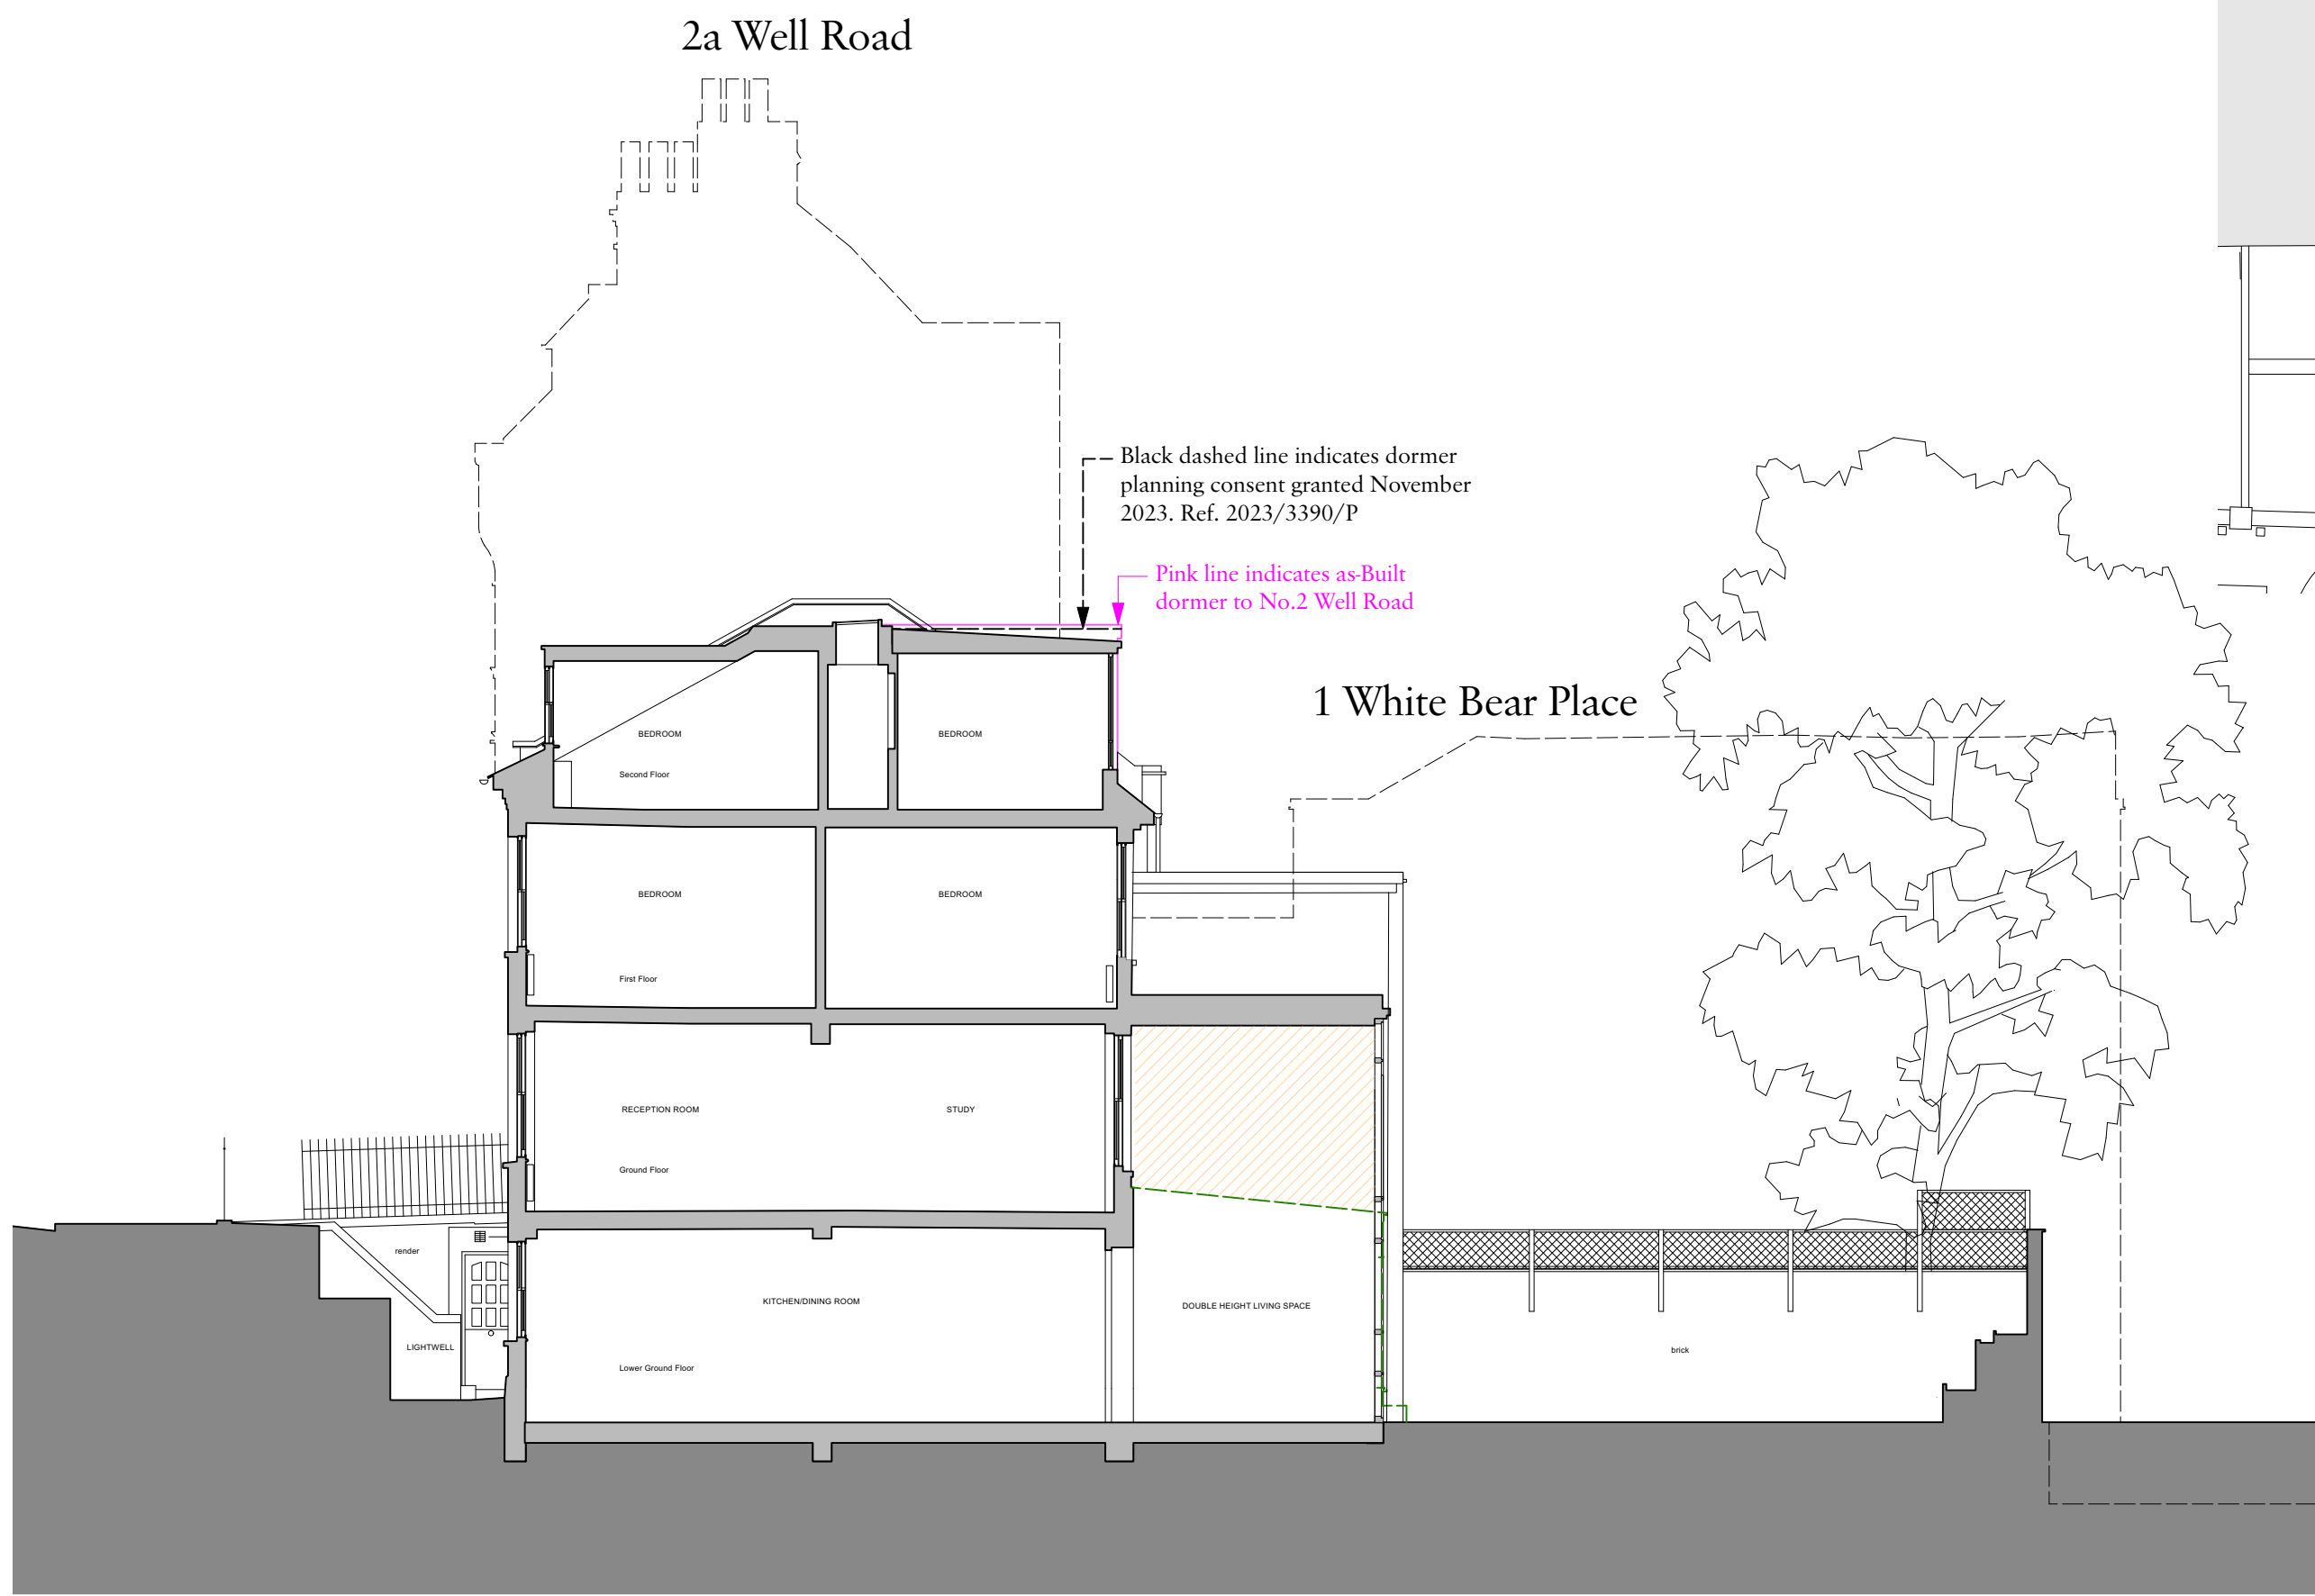 2a Well Road
Black dashed line indicates dormer
planning consent granted November
2023. Ref. 2023/3390/P
Pink line indicates as-Built
dormer to No.2 Well Road
1 White Bear Place
BEDROOM
BEDROOM
Second Floor
BEDROOM
BEDROOM
First Floor
RECEPTION ROOM
STUDY
Ground Floor
render
KITCHEN/DINING ROOM
DOUBLE HEIGHT LIVING SPACE
LIGHTWELL
brick
Lower Ground Floor